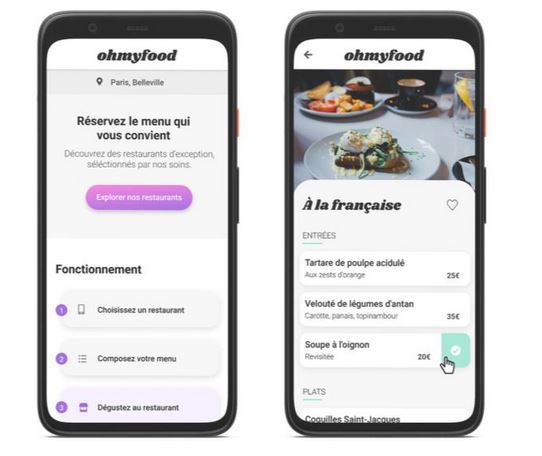 ohmyfood
Paris, Belleville
Réservez le menu qui
vous convient
Découvrez des restaurants d'exception,
séléctionnés par nos soins.
Explorer nos restaurants
Fonctionnement
1 Choisissez un restaurant
2 Composez votre menu
3 Dégustez au restaurant
ohmyfood
À la française
ENTRÉES
Tartare de poulpe acidulé
Aux zests d'orange 25€
Velouté de légumes d'antan
Carotte, panais, topinambour 35€
Soupe à l'oignon
Revisitée 20€
PLATS
Coquilles Saint-Jacques